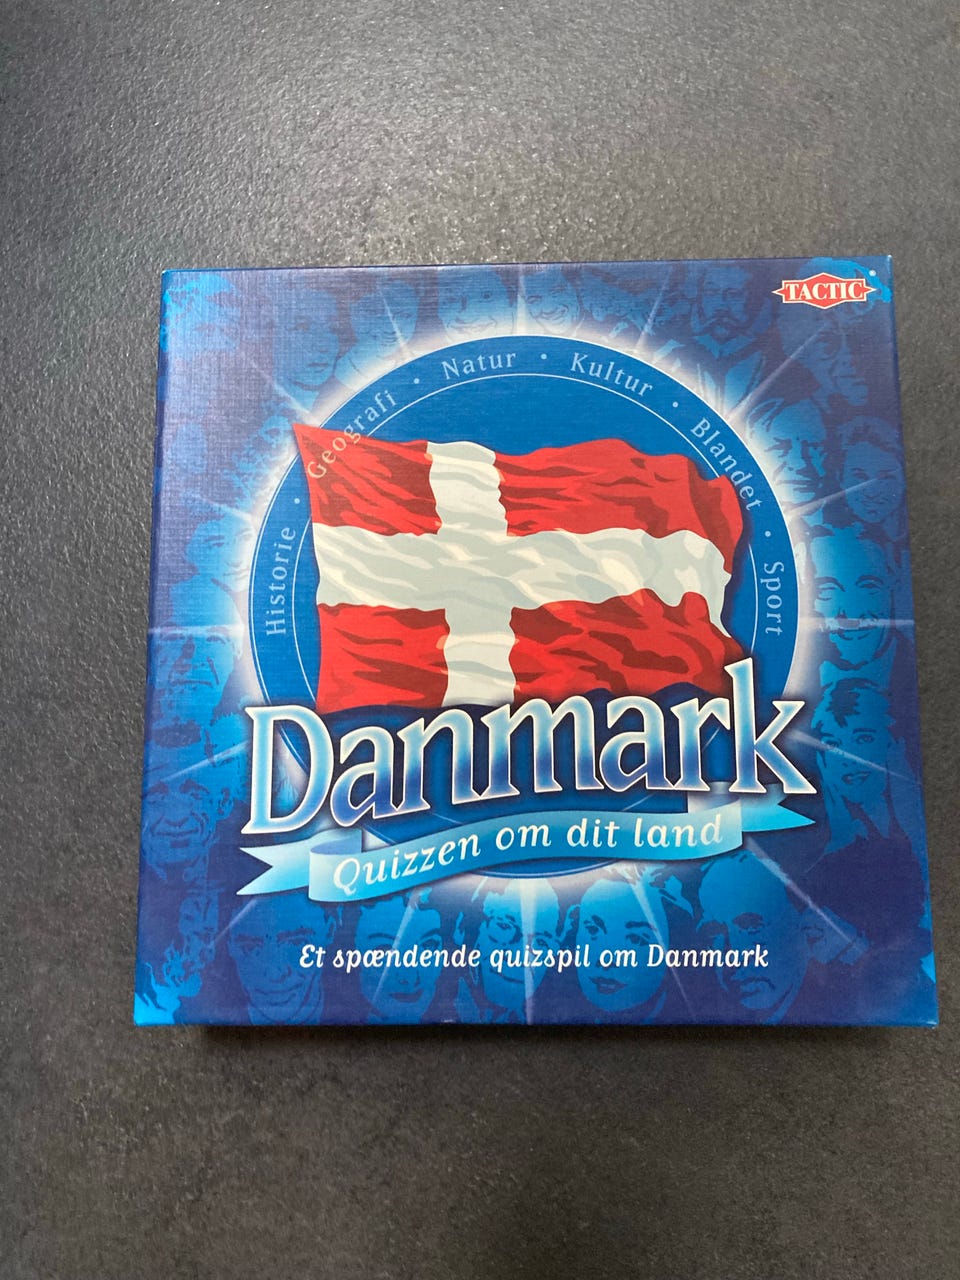 TACTIC
Historie • Geografi • Natur • Kultur • Blandet • Sport
Danmark
Quizzen om dit land
Et spændende quizspil om Danmark